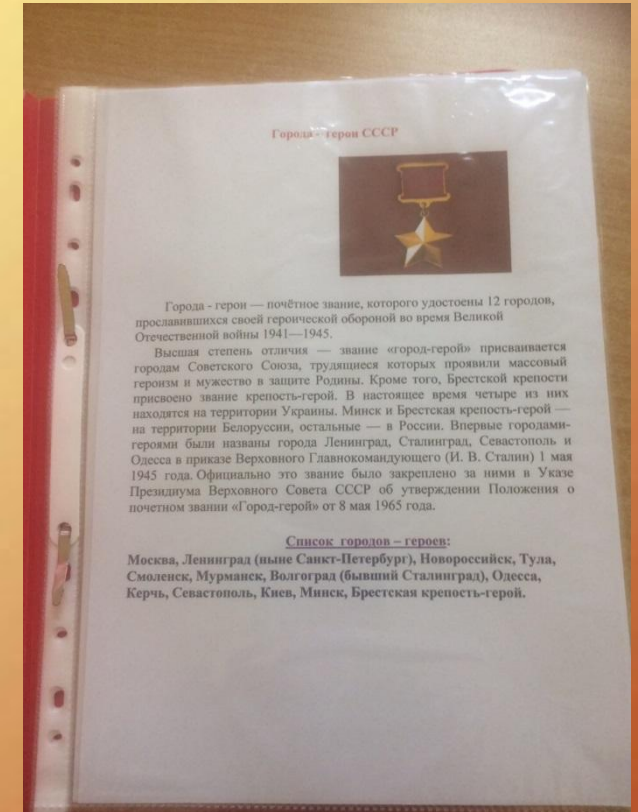 Города - герои СССР
Города - герои — почётное звание, которого удостоены 12 городов,
прославившихся своей героической обороной во время Великой
Отечественной войны 1941—1945.
Высшая степень отличия — звание «город-герой» присваивается
городам Советского Союза, трудящиеся которых проявили массовый
героизм и мужество в защите Родины. Кроме того, Брестской крепости
присвоено звание крепость-герой. В настоящее время четыре из них
находятся на территории Украины. Минск и Брестская крепость-герой —
на территории Белоруссии, остальные — в России. Впервые городами-
героями были названы города Ленинград, Сталинград, Севастополь и
Одесса в приказе Верховного Главнокомандующего (И. В. Сталин) 1 мая
1945 года. Официально это звание было закреплено за ними в Указе
Президиума Верховного Совета СССР об утверждении Положения о
почетном звании «Город-герой» от 8 мая 1965 года.
Список городов – героев:
Москва, Ленинград (ныне Санкт-Петербург), Новороссийск, Тула,
Смоленск, Мурманск, Волгоград (бывший Сталинград), Одесса,
Керчь, Севастополь, Киев, Минск, Брестская крепость-герой.